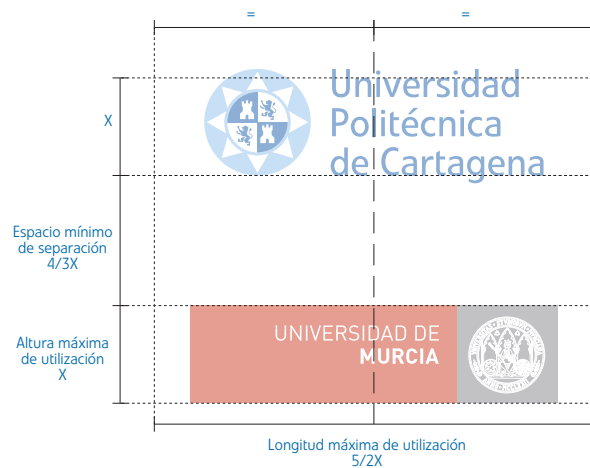 = =
Universidad
Politécnica
de Cartagena
X
Espacio mínimo
de separación
4/3X
UNIVERSIDAD DE
MURCIA
Altura máxima
de utilización
X
Longitud máxima de utilización
5/2X